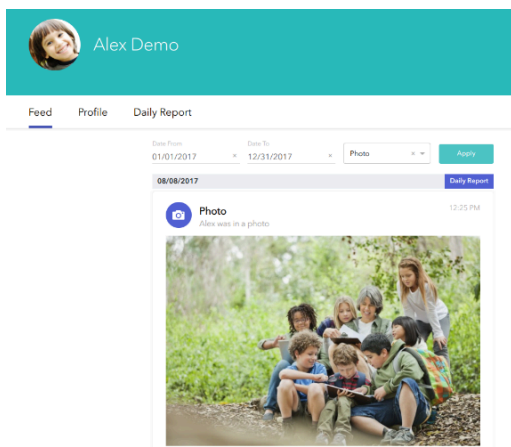 Alex Demo
Feed Profile Daily Report
Date From Date To
01/01/2017 × 12/31/2017 × Photo × Apply
08/08/2017 Daily Report
Photo 12:25 PM
Alex was in a photo